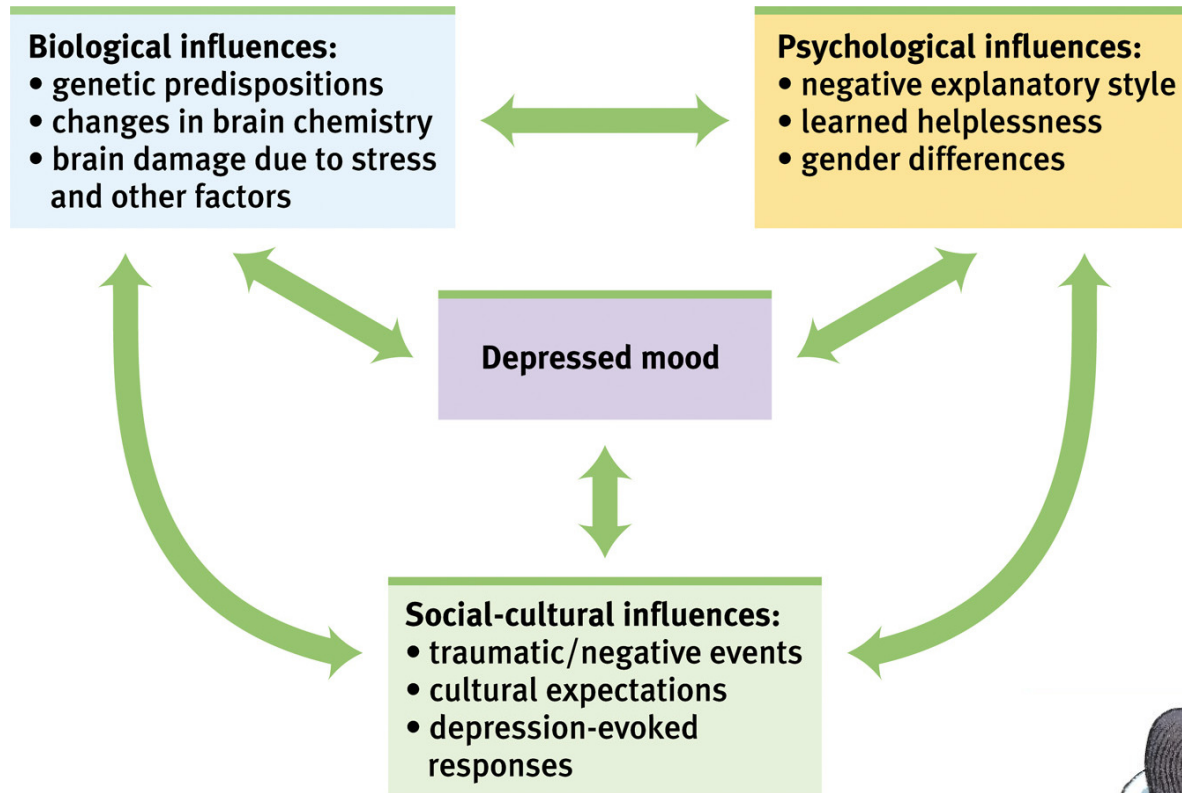 Biological influences:
• genetic predispositions
• changes in brain chemistry
• brain damage due to stress
and other factors
Psychological influences:
• negative explanatory style
• learned helplessness
• gender differences
Depressed mood
Social-cultural influences:
• traumatic/negative events
• cultural expectations
• depression-evoked
responses